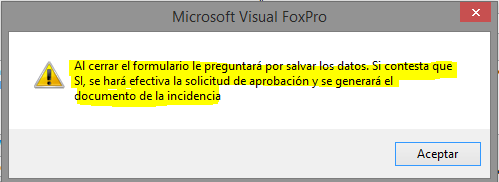 Microsoft Visual FoxPro
Al cerrar el formulario le preguntará por salvar los datos. Si contesta que
SI, se hará efectiva la solicitud de aprobación y se generará el
documento de la incidencia
Aceptar